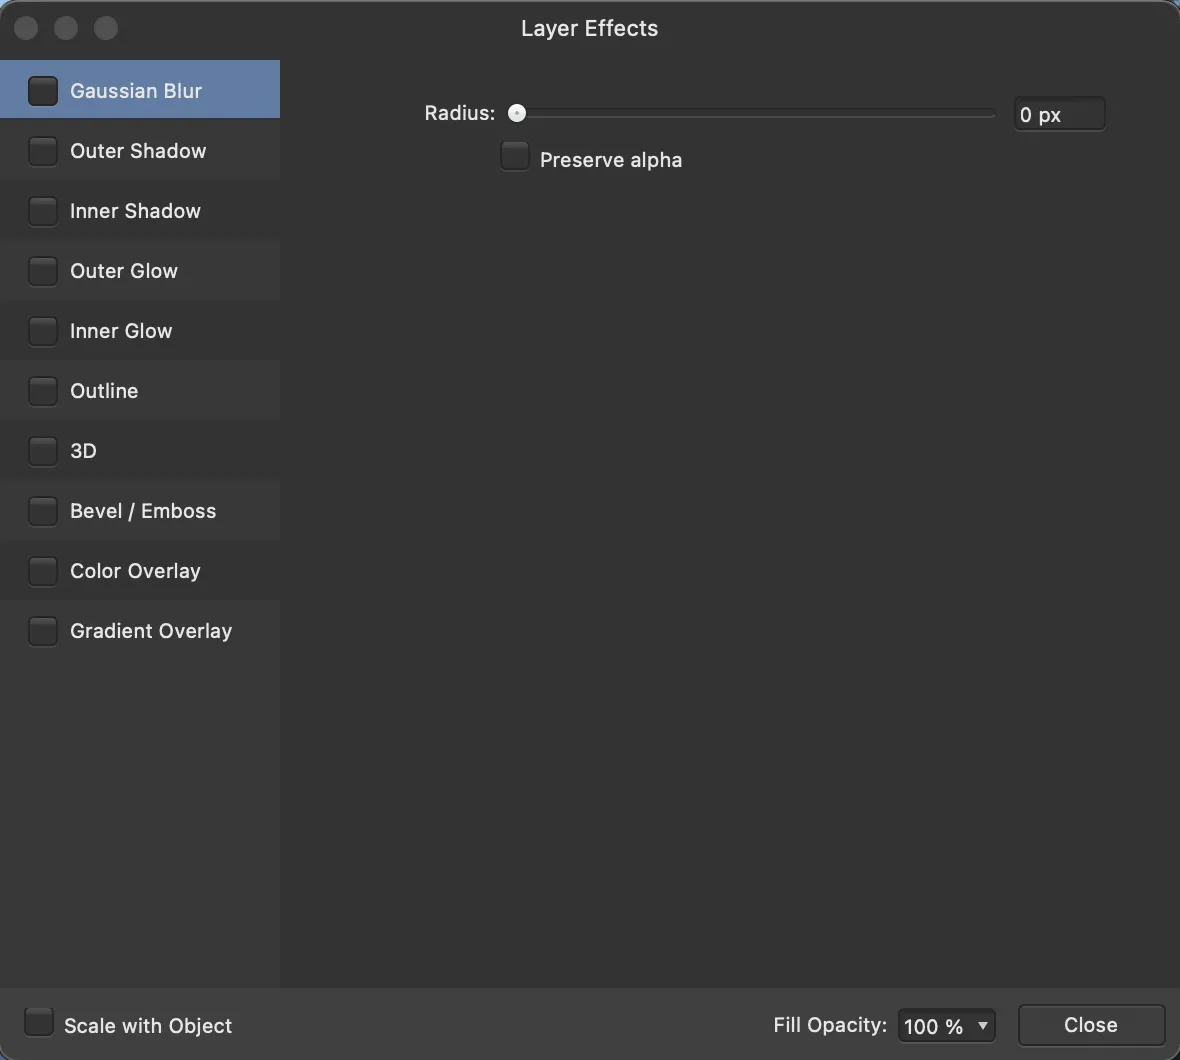 Layer Effects
Gaussian Blur
Outer Shadow
Inner Shadow
Outer Glow
Inner Glow
Outline
3D
Bevel / Emboss
Color Overlay
Gradient Overlay
Radius: 0 px
Preserve alpha
Scale with Object
Fill Opacity: 100 % Close